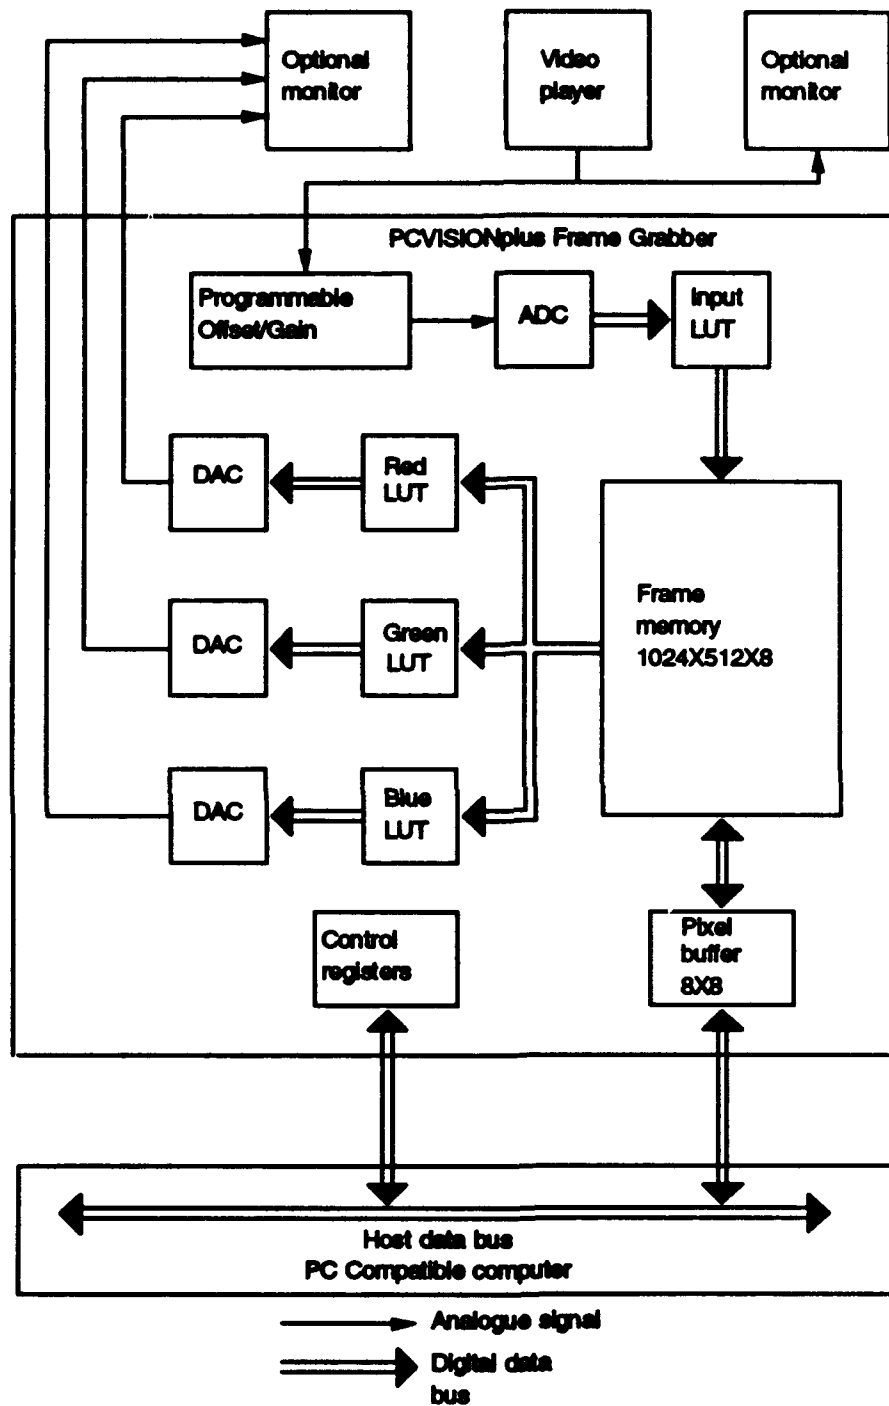 Optional
monitor
Video
player
Optional
monitor
PCVISIONplus Frame Grabber
Programmable
Offset/Gain
ADC
Input
LUT
DAC
Red
LUT
Frame
memory
1024X512X8
DAC
Green
LUT
DAC
Blue
LUT
Control
registers
Pixel
buffer
8X8
Host data bus
PC Compatible computer
Analogue signal
Digital data
bus